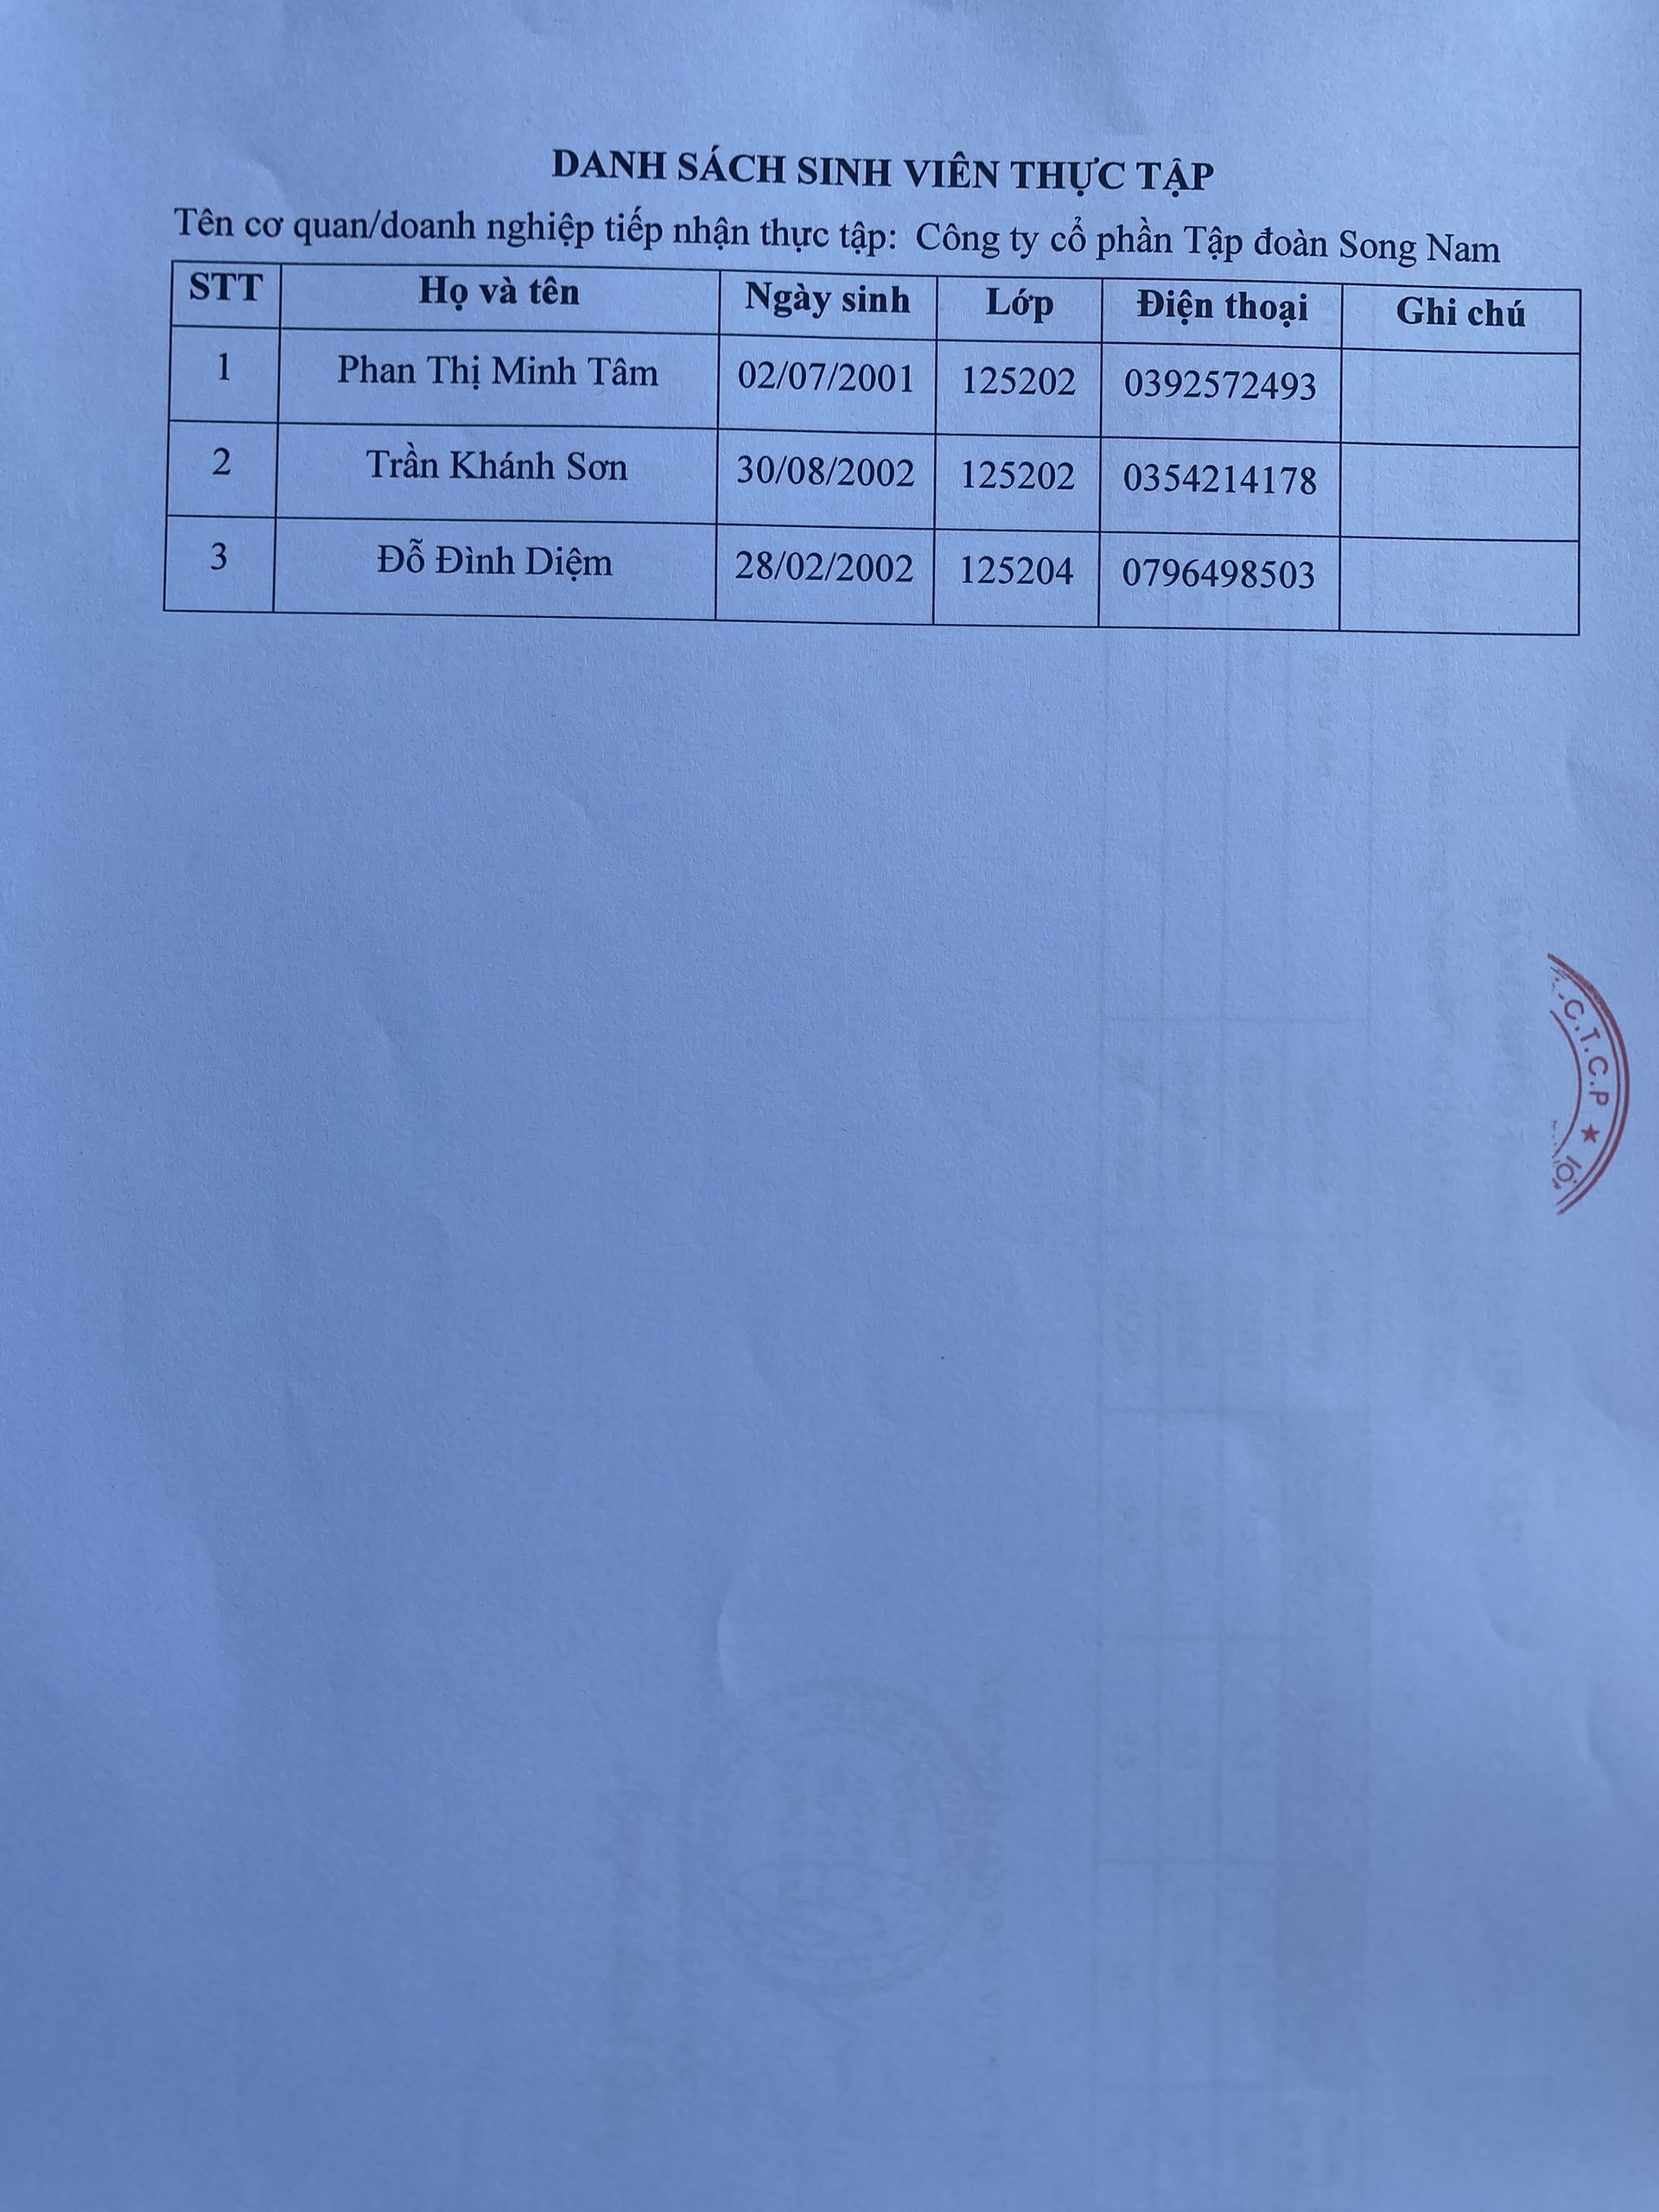 DANH SÁCH SINH VIÊN THỰC TẬP
Tên cơ quan/doanh nghiệp tiếp nhận thực tập: Công ty cổ phần Tập đoàn Song Nam
STT Họ và tên Ngày sinh Lớp Điện thoại Ghi chú
1 Phan Thị Minh Tâm 02/07/2001 125202 0392572493
2 Trần Khánh Sơn 30/08/2002 125202 0354214178
3 Đỗ Đình Diệm 28/02/2002 125204 0796498503
C.T.C.P ★